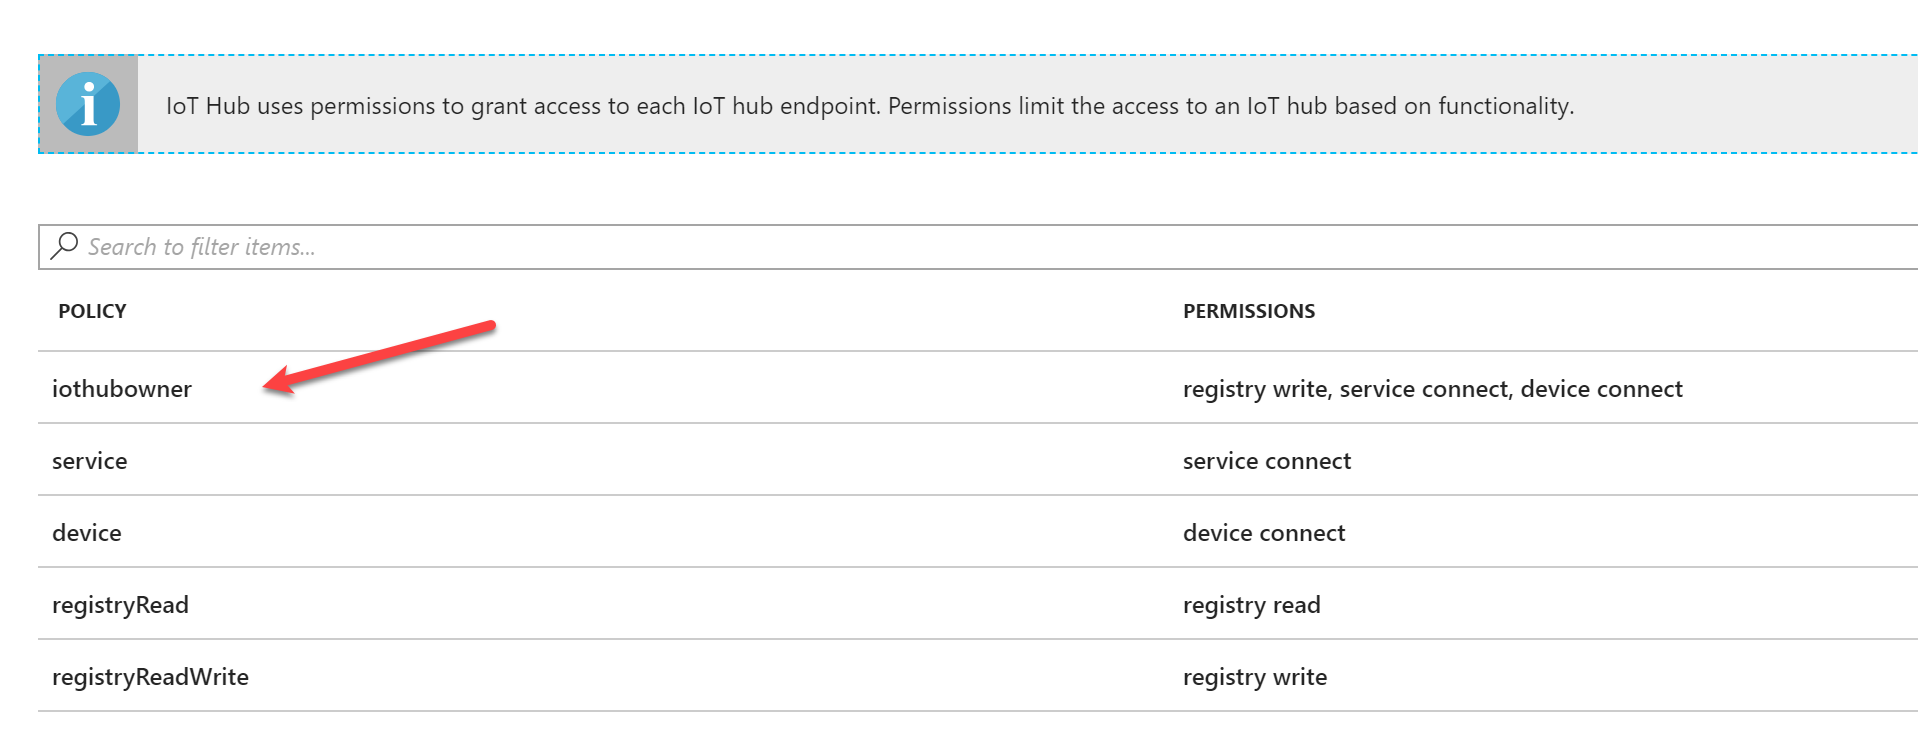 IoT Hub uses permissions to grant access to each IoT hub endpoint. Permissions limit the access to an IoT hub based on functionality.
Search to filter items...
POLICY PERMISSIONS
iothubowner registry write, service connect, device connect
service service connect
device device connect
registryRead registry read
registryReadWrite registry write